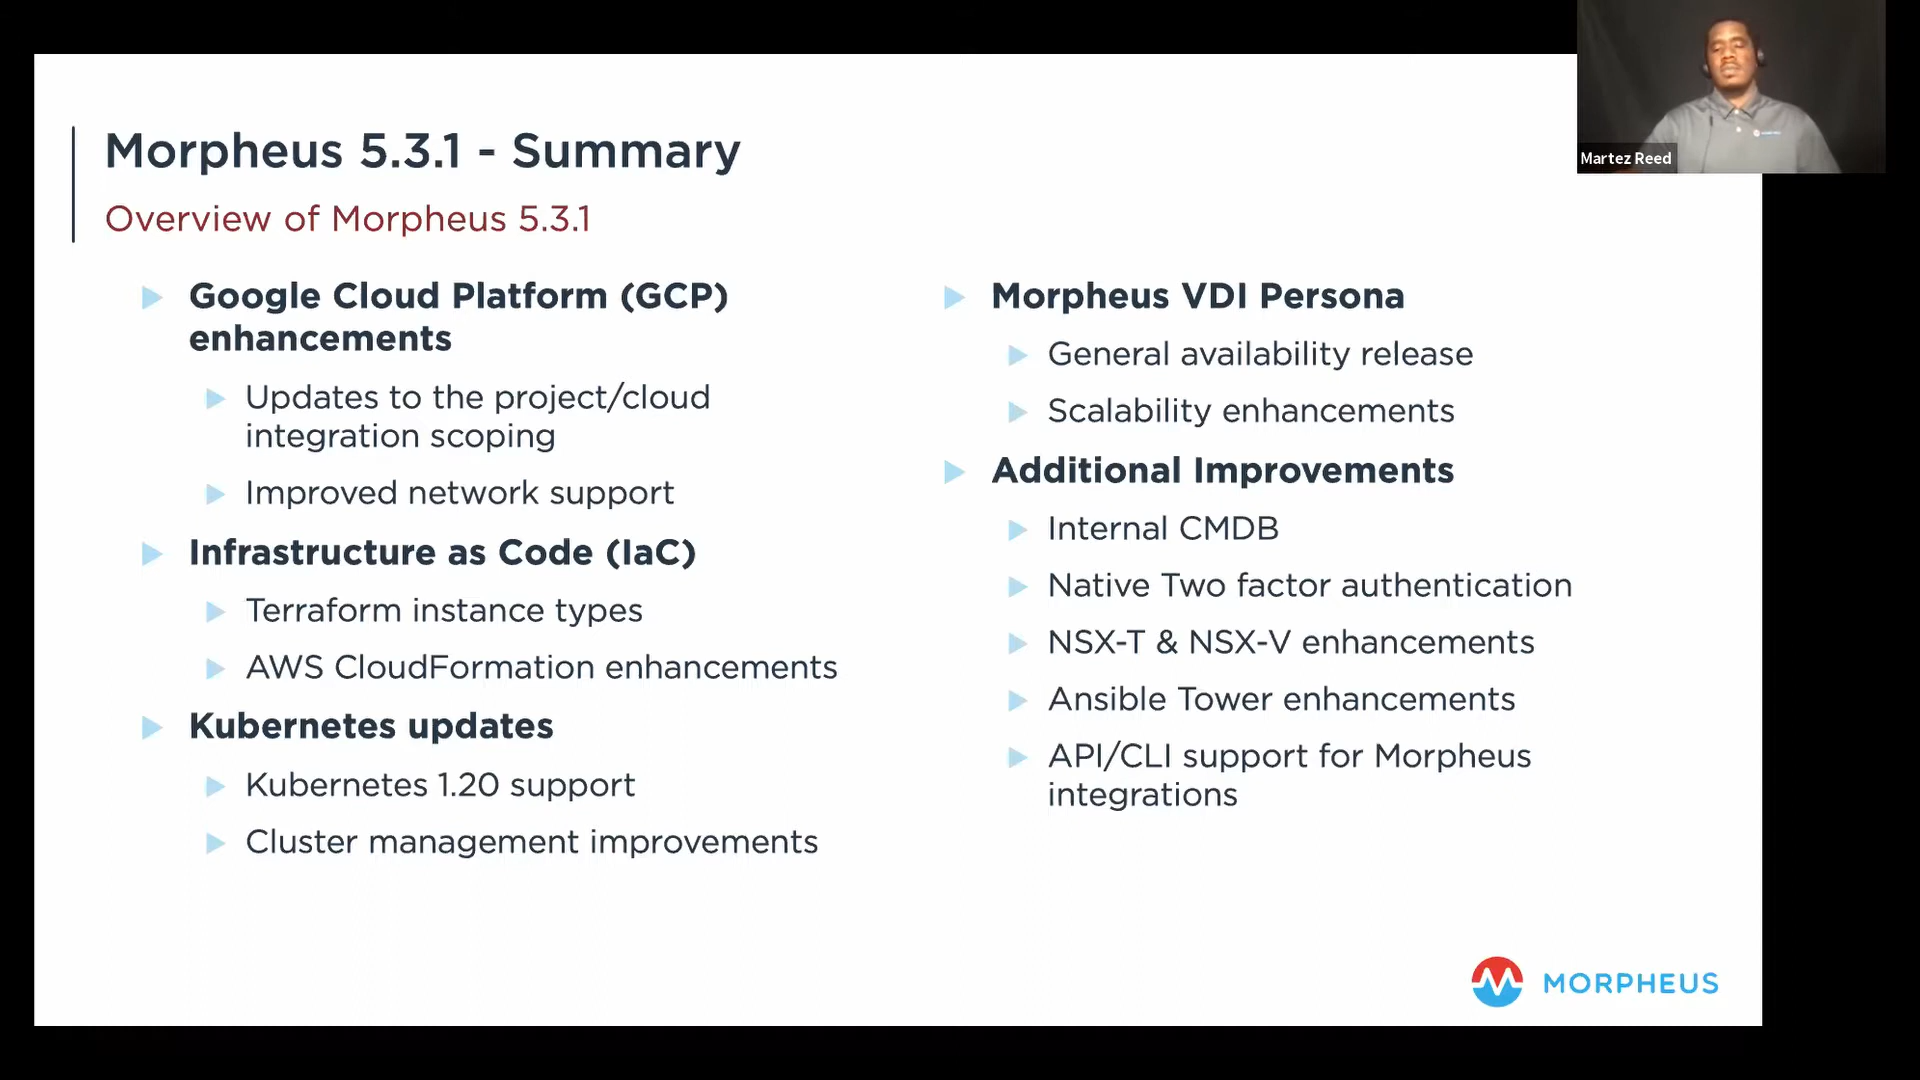 Morpheus 5.3.1 - Summary
Overview of Morpheus 5.3.1
Google Cloud Platform (GCP)
enhancements
Updates to the project/cloud
integration scoping
Improved network support
Infrastructure as Code (IaC)
Terraform instance types
AWS CloudFormation enhancements
Kubernetes updates
Kubernetes 1.20 support
Cluster management improvements
Morpheus VDI Persona
General availability release
Scalability enhancements
Additional Improvements
Internal CMDB
Native Two factor authentication
NSX-T & NSX-V enhancements
Ansible Tower enhancements
API/CLI support for Morpheus
integrations
Martez Reed
MORPHEUS